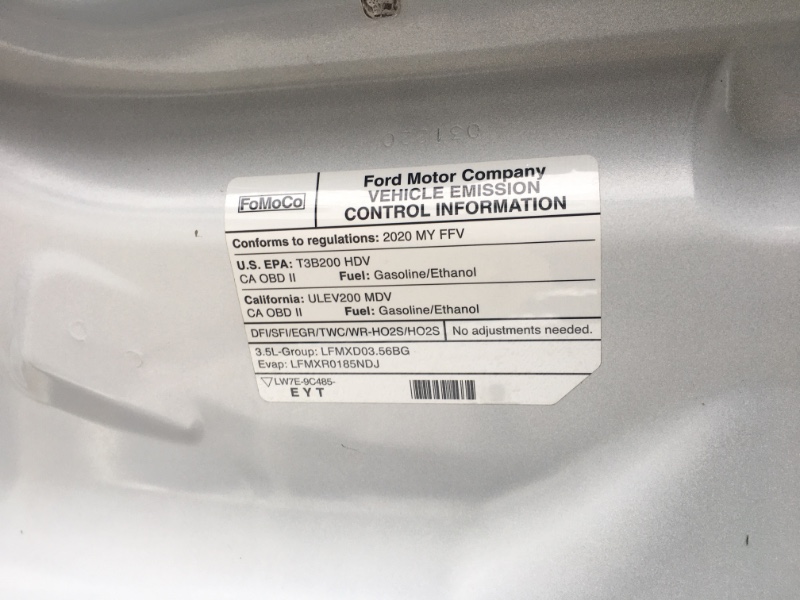 FoMoCo
Ford Motor Company
VEHICLE EMISSION
CONTROL INFORMATION
Conforms to regulations: 2020 MY FFV
U.S. EPA: T3B200 HDV
CA OBD II Fuel: Gasoline/Ethanol
California: ULEV200 MDV
CA OBD II Fuel: Gasoline/Ethanol
DFI/SFI/EGR/TWC/WR-HO2S/HO2S No adjustments needed.
3.5L-Group: LFMXD03.56BG
Evap: LFMXR0185NDJ
LW7E-9C485-
EYT